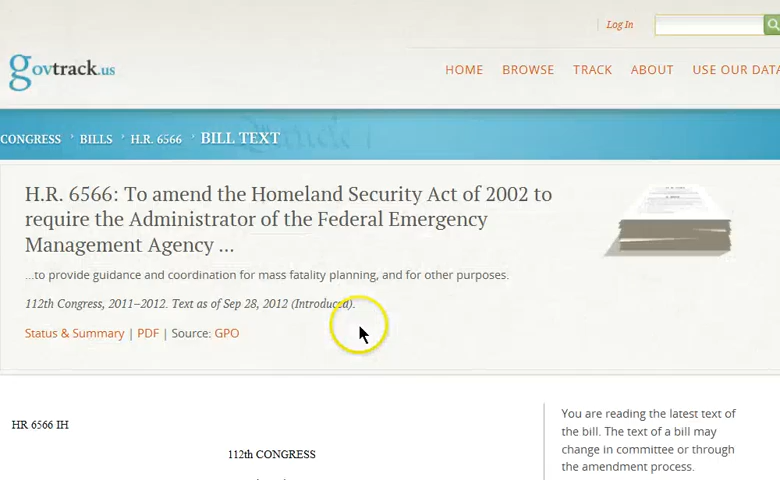 Log In
govtrack.us
HOME BROWSE TRACK ABOUT USE OUR DATA
CONGRESS BILLS H.R. 6566 BILL TEXT
H.R. 6566: To amend the Homeland Security Act of 2002 to
require the Administrator of the Federal Emergency
Management Agency ...
...to provide guidance and coordination for mass fatality planning, and for other purposes.
112th Congress, 2011–2012. Text as of Sep 28, 2012 (Introduced).
Status & Summary | PDF | Source: GPO
HR 6566 IH
112th CONGRESS
You are reading the latest text of
the bill. The text of a bill may
change in committee or through
the amendment process.